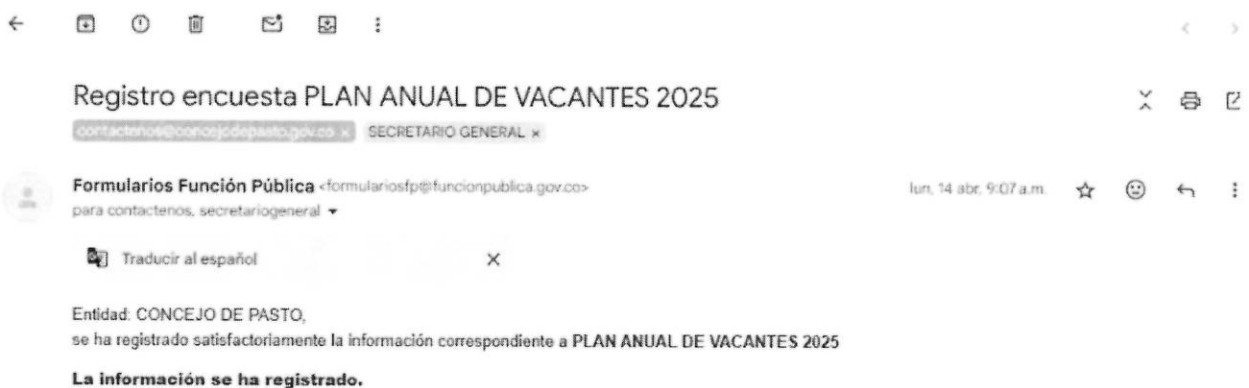 Registro encuesta PLAN ANUAL DE VACANTES 2025
contactenos@concejodepasto.gov.co × SECRETARIO GENERAL ×
Formularios Función Pública <formulariosfp@funcionpublica.gov.co> lun, 14 abr, 9:07 a.m.
para contactenos, secretariogeneral
Traducir al español ×
Entidad: CONCEJO DE PASTO,
se ha registrado satisfactoriamente la información correspondiente a PLAN ANUAL DE VACANTES 2025
La información se ha registrado.